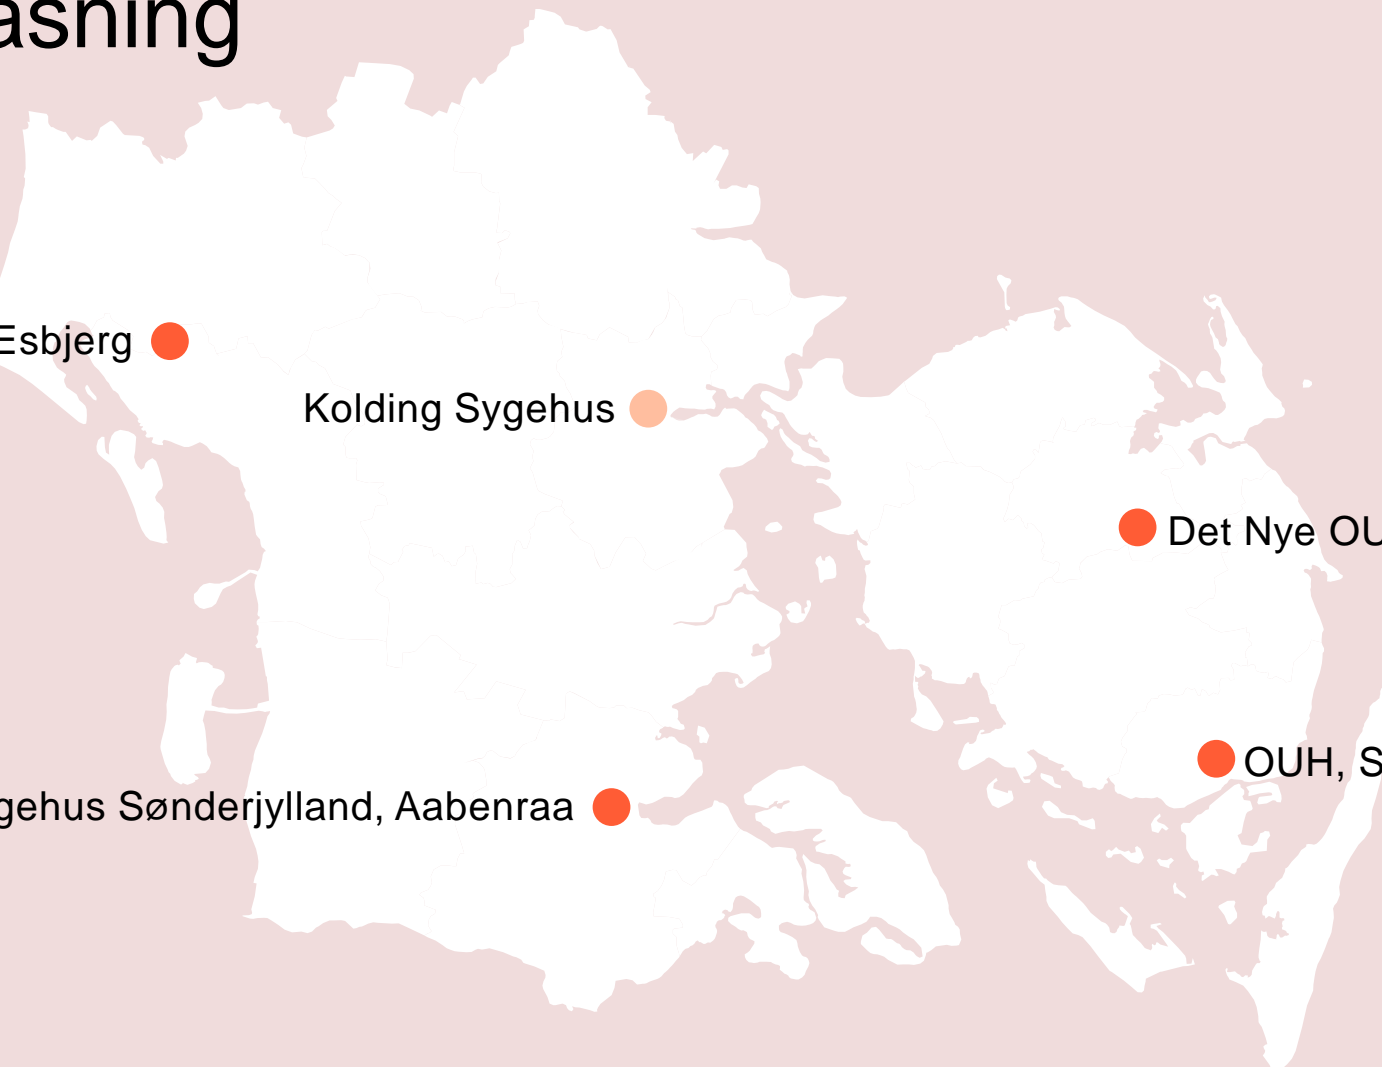 asning
Esbjerg
Kolding Sygehus
Det Nye OU
OUH, S
gehus Sønderjylland, Aabenraa